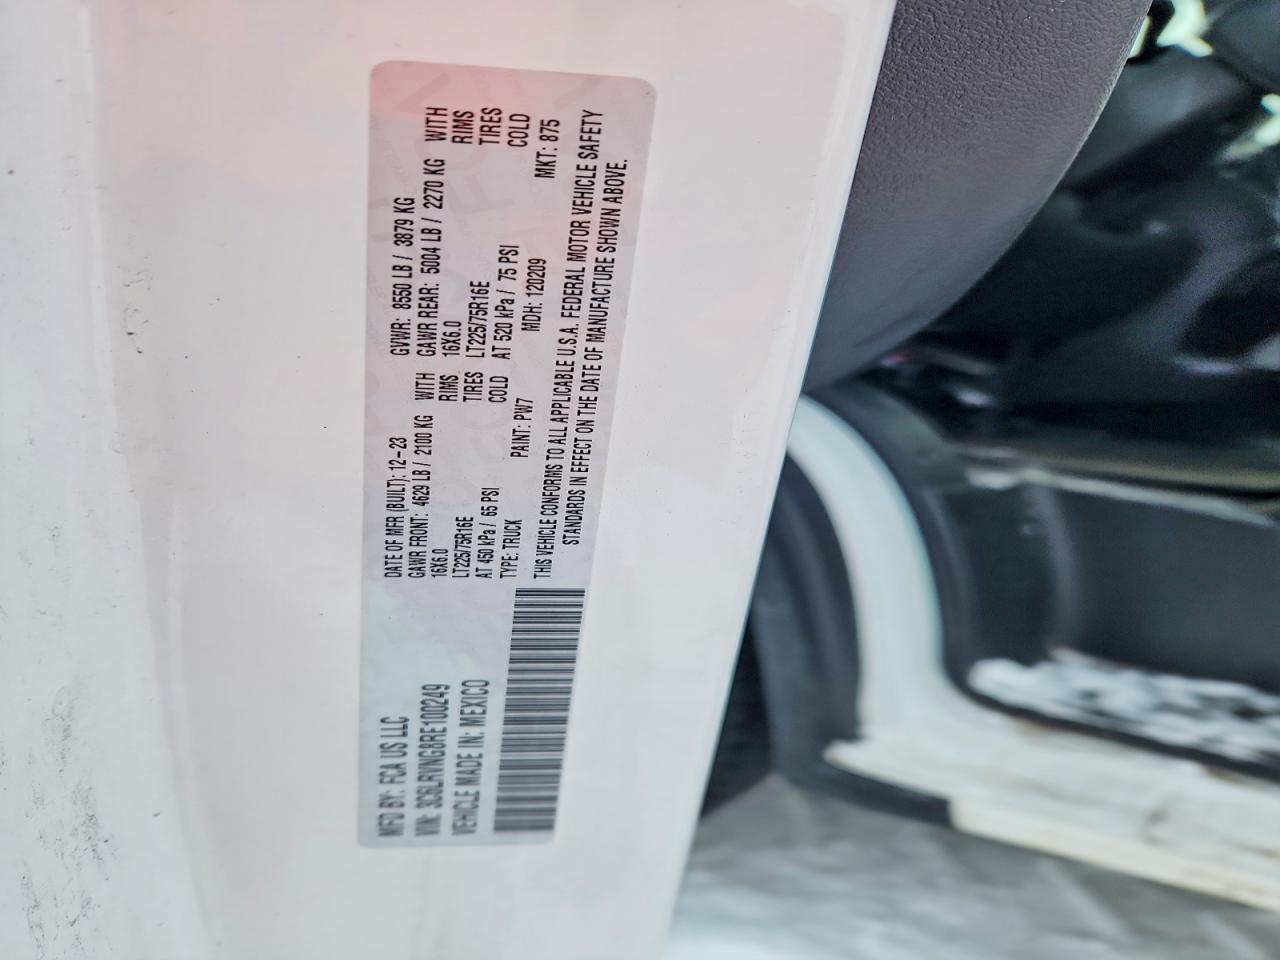 MFD BY: FCA US LLC
VIN: 3C6LRVNG8RE100249
VEHICLE MADE IN: MEXICO
DATE OF MFR (BUILT): 12-23 GVWR: 8550 LB / 3879 KG
GAWR FRONT: 4629 LB / 2100 KG WITH GAWR REAR: 5004 LB / 2270 KG WITH
16X6.0 RIMS 16X6.0 RIMS
LT225/75R16E TIRES LT225/75R16E TIRES
AT 450 kPa / 65 PSI COLD AT 520 kPa / 75 PSI COLD
TYPE: TRUCK PAINT: PW7 MDH: 120209 MKT: 875
THIS VEHICLE CONFORMS TO ALL APPLICABLE U.S.A. FEDERAL MOTOR VEHICLE SAFETY
STANDARDS IN EFFECT ON THE DATE OF MANUFACTURE SHOWN ABOVE.